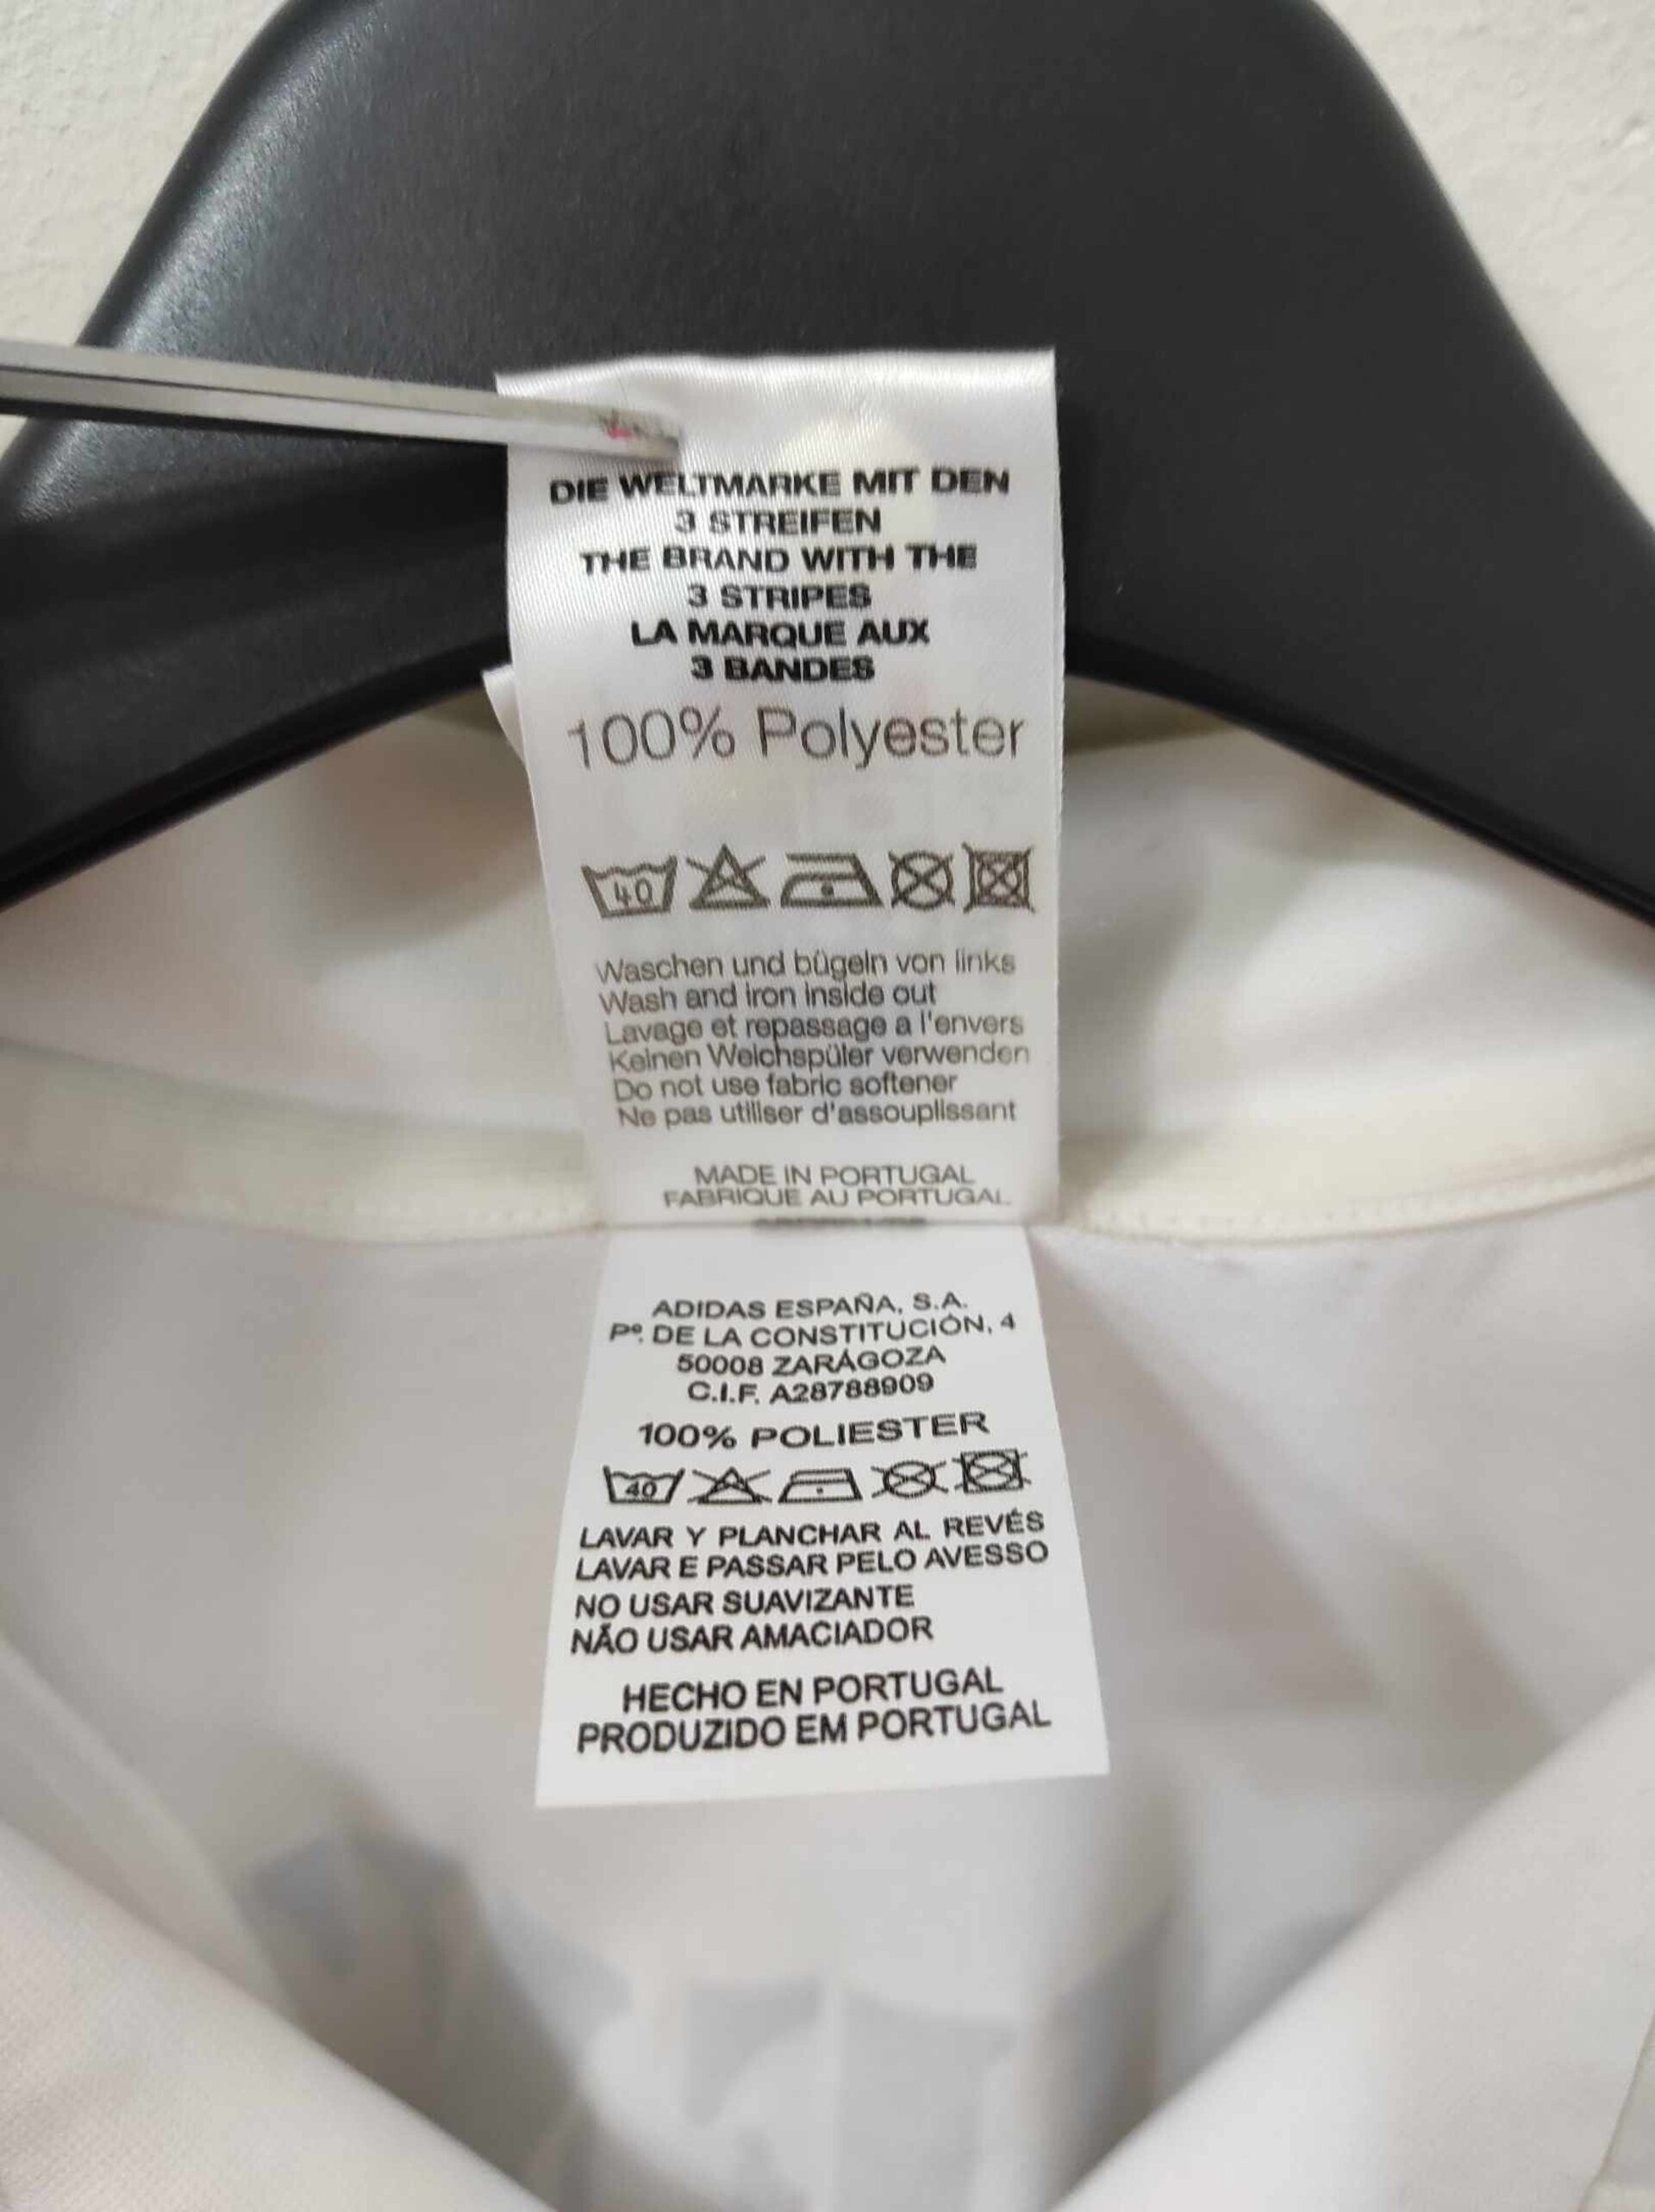 DIE WELTMARKE MIT DEN
3 STREIFEN
THE BRAND WITH THE
3 STRIPES
LA MARQUE AUX
3 BANDES
100% Polyester
40
Waschen und bügeln von links
Wash and iron inside out
Lavage et repassage a l'envers
Keinen Weichspüler verwenden
Do not use fabric softener
Ne pas utiliser d'assouplissant
MADE IN PORTUGAL
FABRIQUE AU PORTUGAL
ADIDAS ESPAÑA, S.A.
Pº. DE LA CONSTITUCIÓN, 4
50008 ZARÁGOZA
C.I.F. A28788909
100% POLIESTER
40
LAVAR Y PLANCHAR AL REVÉS
LAVAR E PASSAR PELO AVESSO
NO USAR SUAVIZANTE
NÃO USAR AMACIADOR
HECHO EN PORTUGAL
PRODUZIDO EM PORTUGAL